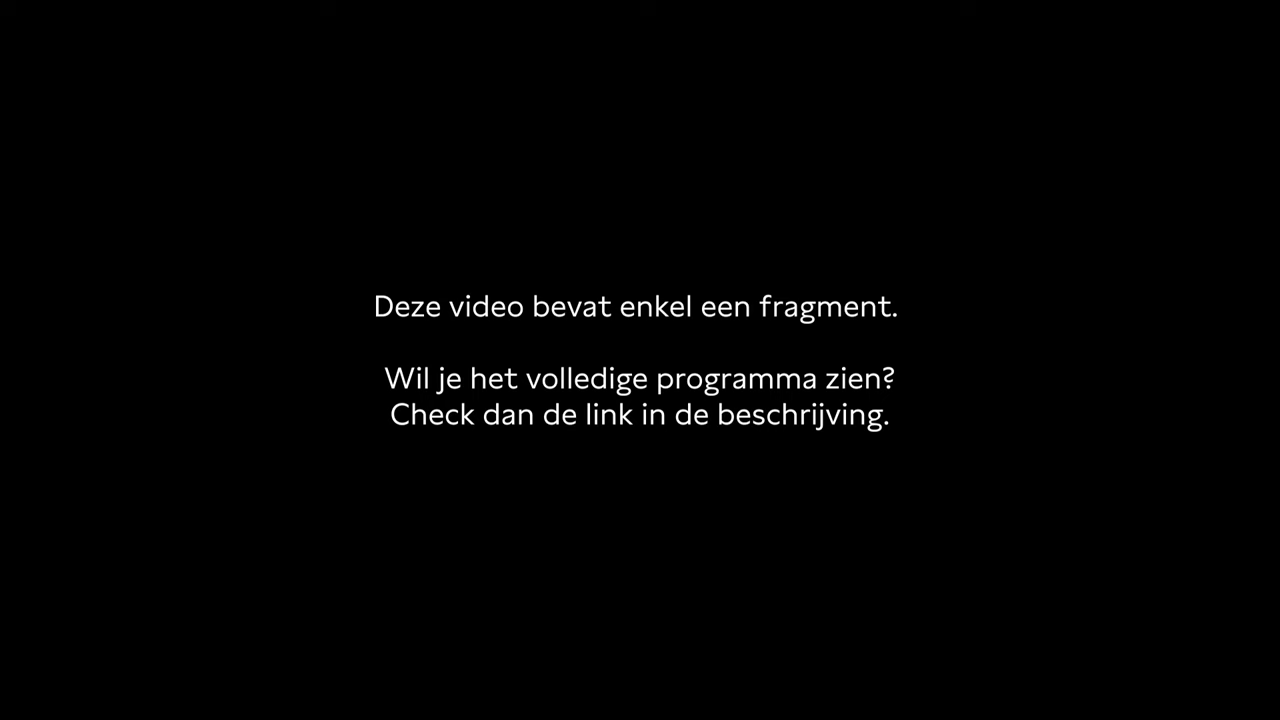 Deze video bevat enkel een fragment.
Wil je het volledige programma zien?
Check dan de link in de beschrijving.